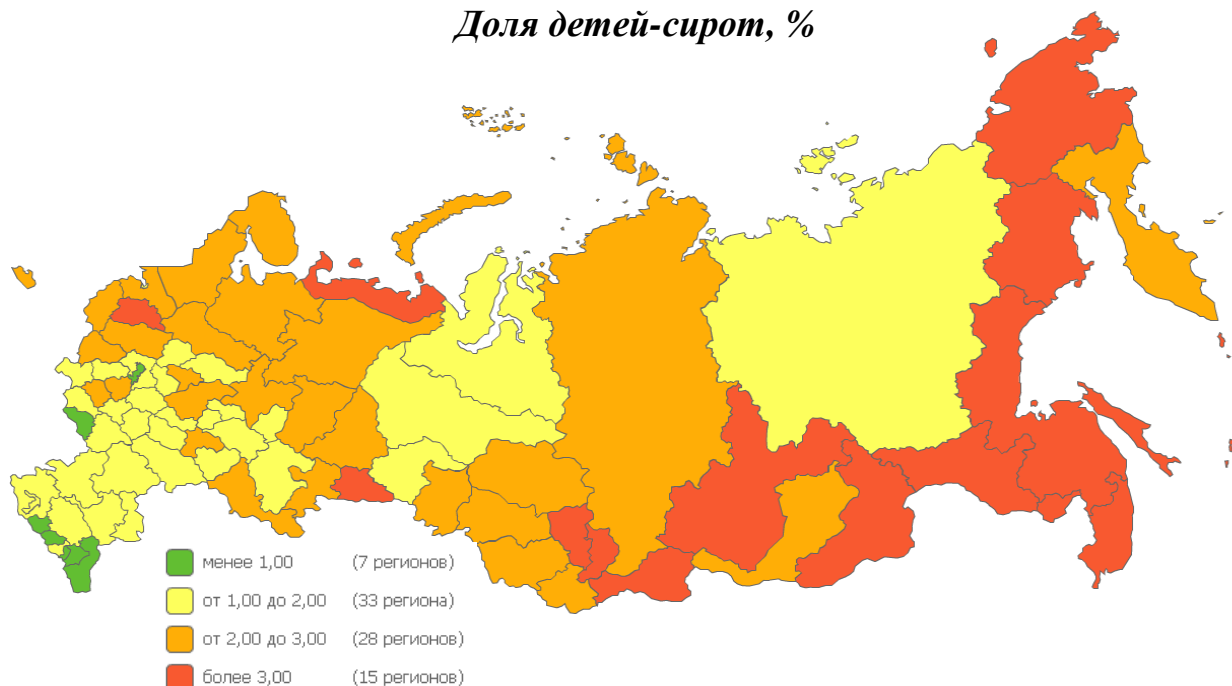 Доля детей-сирот, %
менее 1,00 (7 регионов)
от 1,00 до 2,00 (33 региона)
от 2,00 до 3,00 (28 регионов)
более 3,00 (15 регионов)